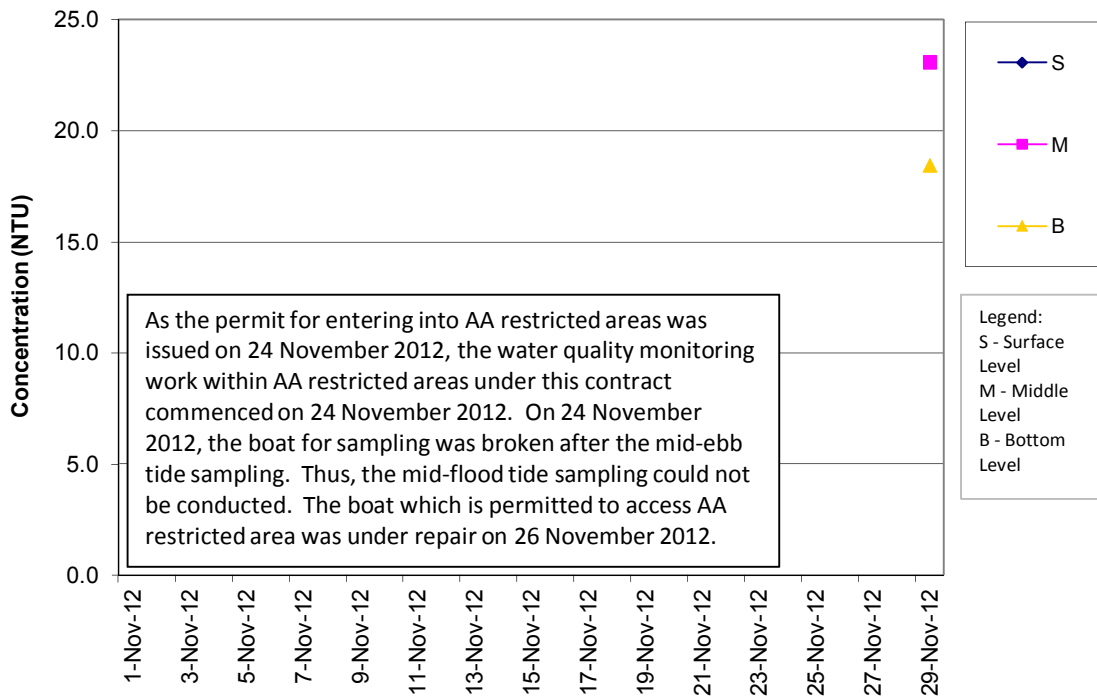 25.0
20.0
15.0
10.0
5.0
0.0
Concentration (NTU)
As the permit for entering into AA restricted areas was
issued on 24 November 2012, the water quality monitoring
work within AA restricted areas under this contract
commenced on 24 November 2012.  On 24 November
2012, the boat for sampling was broken after the mid-ebb
tide sampling.  Thus, the mid-flood tide sampling could not
be conducted.  The boat which is permitted to access AA
restricted area was under repair on 26 November 2012.
1-Nov-12
3-Nov-12
5-Nov-12
7-Nov-12
9-Nov-12
11-Nov-12
13-Nov-12
15-Nov-12
17-Nov-12
19-Nov-12
21-Nov-12
23-Nov-12
25-Nov-12
27-Nov-12
29-Nov-12
S
M
B
Legend:
S - Surface
Level
M - Middle
Level
B - Bottom
Level